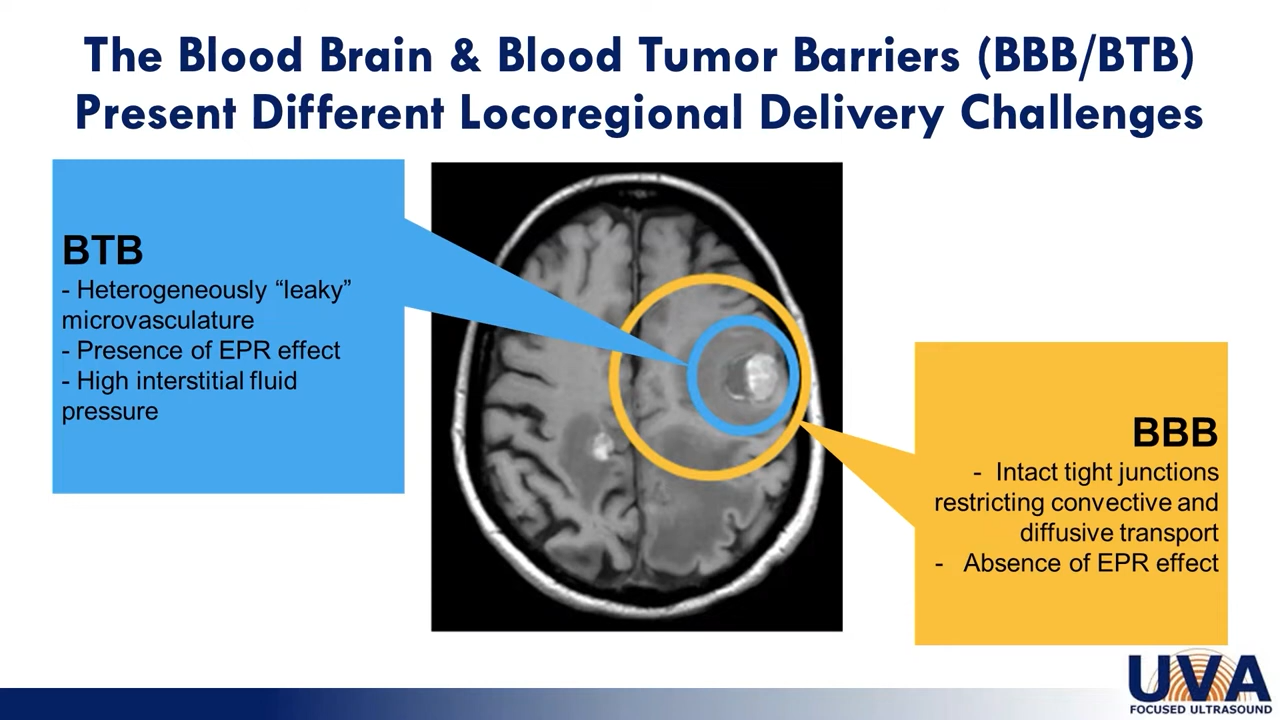 The Blood Brain & Blood Tumor Barriers (BBB/BTB)
Present Different Locoregional Delivery Challenges
BTB
- Heterogeneously “leaky”
microvasculature
- Presence of EPR effect
- High interstitial fluid
pressure
BBB
- Intact tight junctions
restricting convective and
diffusive transport
- Absence of EPR effect
UVA
FOCUSED ULTRASOUND